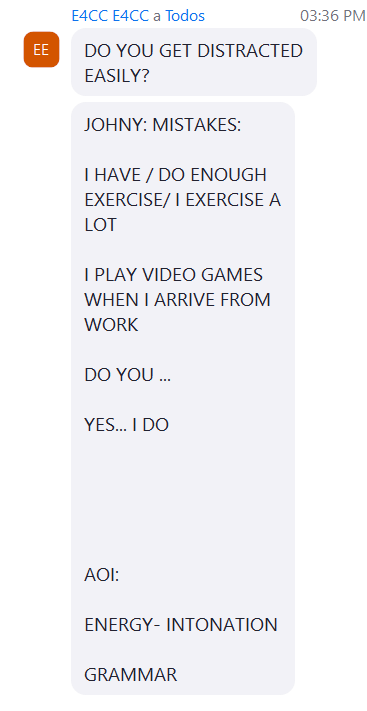 E4CC E4CC a Todos 03:36 PM
EE
DO YOU GET DISTRACTED
EASILY?
JOHNY: MISTAKES:
I HAVE / DO ENOUGH
EXERCISE/ I EXERCISE A
LOT
I PLAY VIDEO GAMES
WHEN I ARRIVE FROM
WORK
DO YOU ...
YES... I DO
AOI:
ENERGY- INTONATION
GRAMMAR